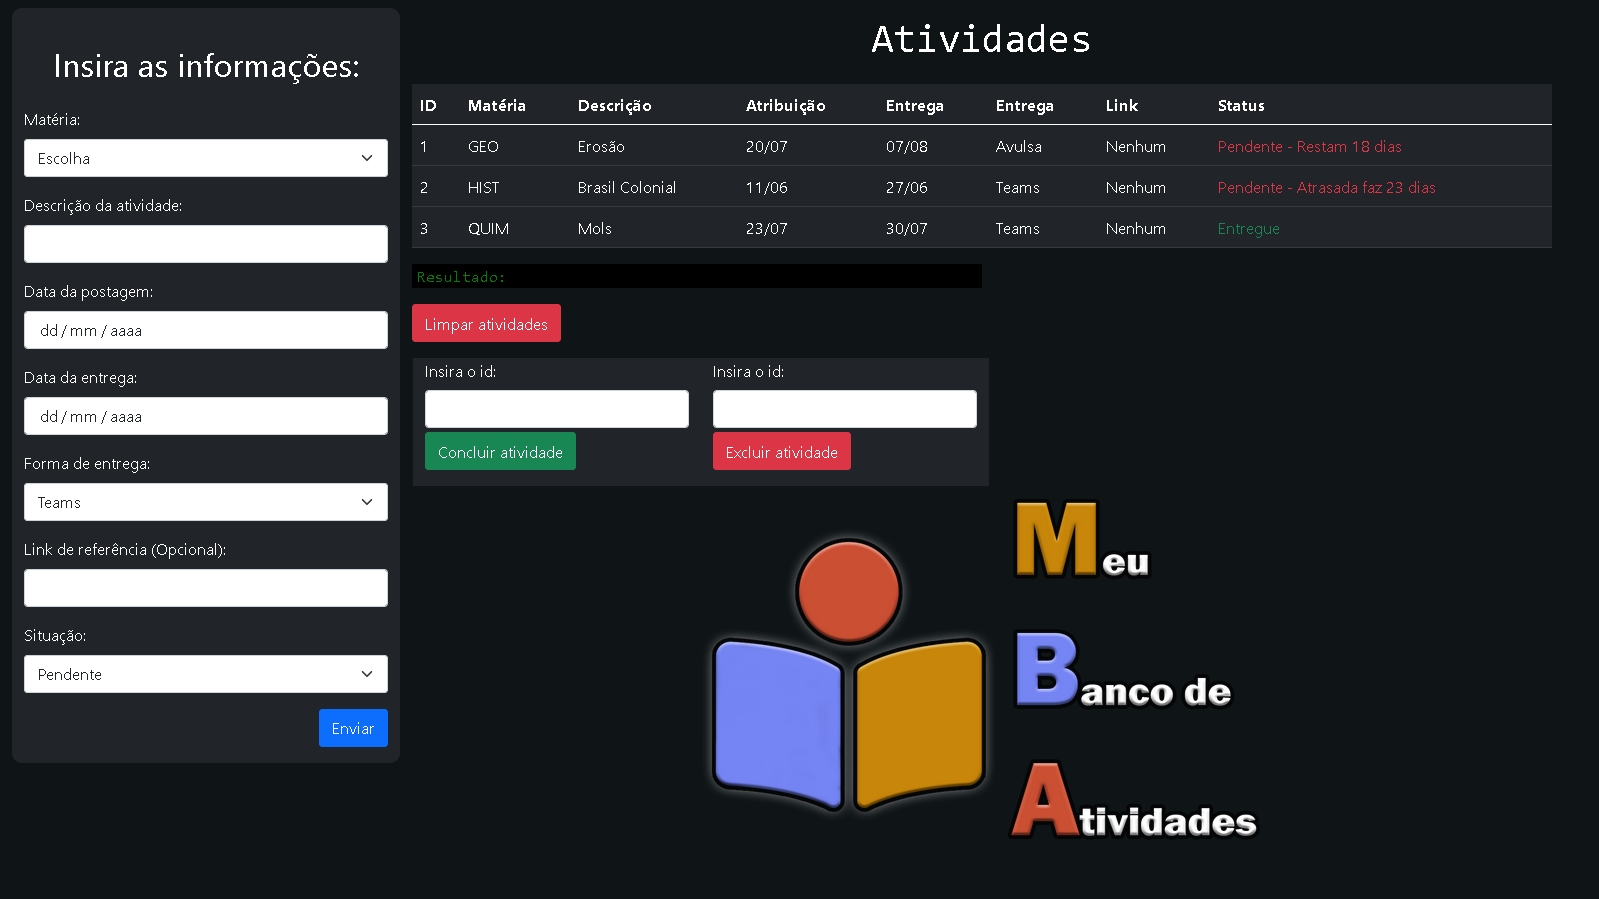 Insira as informações:
Matéria:
Escolha
Descrição da atividade:
Data da postagem:
dd / mm / aaaa
Data da entrega:
dd / mm / aaaa
Forma de entrega:
Teams
Link de referência (Opcional):
Situação:
Pendente
Enviar
Atividades
ID Matéria Descrição Atribuição Entrega Entrega Link Status
1 GEO Erosão 20/07 07/08 Avulsa Nenhum Pendente - Restam 18 dias
2 HIST Brasil Colonial 11/06 27/06 Teams Nenhum Pendente - Atrasada faz 23 dias
3 QUIM Mols 23/07 30/07 Teams Nenhum Entregue
Resultado:
Limpar atividades
Insira o id: Insira o id:
Concluir atividade Excluir atividade
Meu
Banco de
Atividades